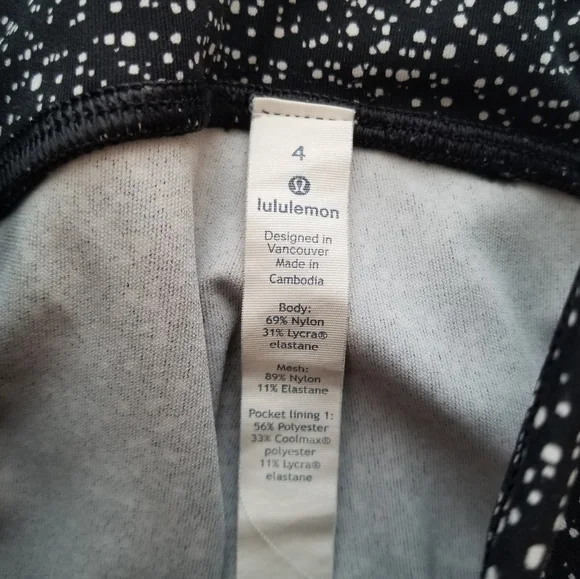 4
lululemon
Designed in
Vancouver
Made in
Cambodia
Body:
69% Nylon
31% Lycra®
elastane
Mesh:
89% Nylon
11% Elastane
Pocket lining 1:
56% Polyester
33% Coolmax®
polyester
11% Lycra®
elastane